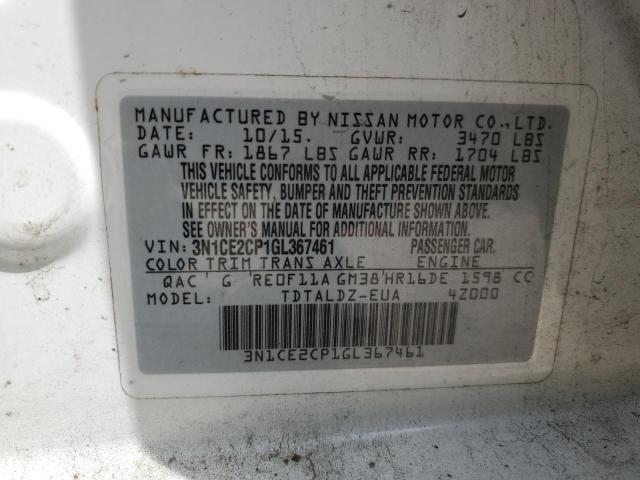 MANUFACTURED BY NISSAN MOTOR CO., LTD.
DATE: 10/15. GVWR: 3470 LBS
GAWR FR: 1867 LBS GAWR RR: 1704 LBS
THIS VEHICLE CONFORMS TO ALL APPLICABLE FEDERAL MOTOR
VEHICLE SAFETY, BUMPER AND THEFT PREVENTION STANDARDS
IN EFFECT ON THE DATE OF MANUFACTURE SHOWN ABOVE.
SEE OWNER'S MANUAL FOR ADDITIONAL INFORMATION.
VIN: 3N1CE2CP1GL367461 PASSENGER CAR.
COLOR TRIM TRANS AXLE ENGINE
QAC ' G RE0F11A GM38'HR16DE 1598 CC
MODEL: TDTALDZ-EUA 4Z000
3N1CE2CP1GL367461